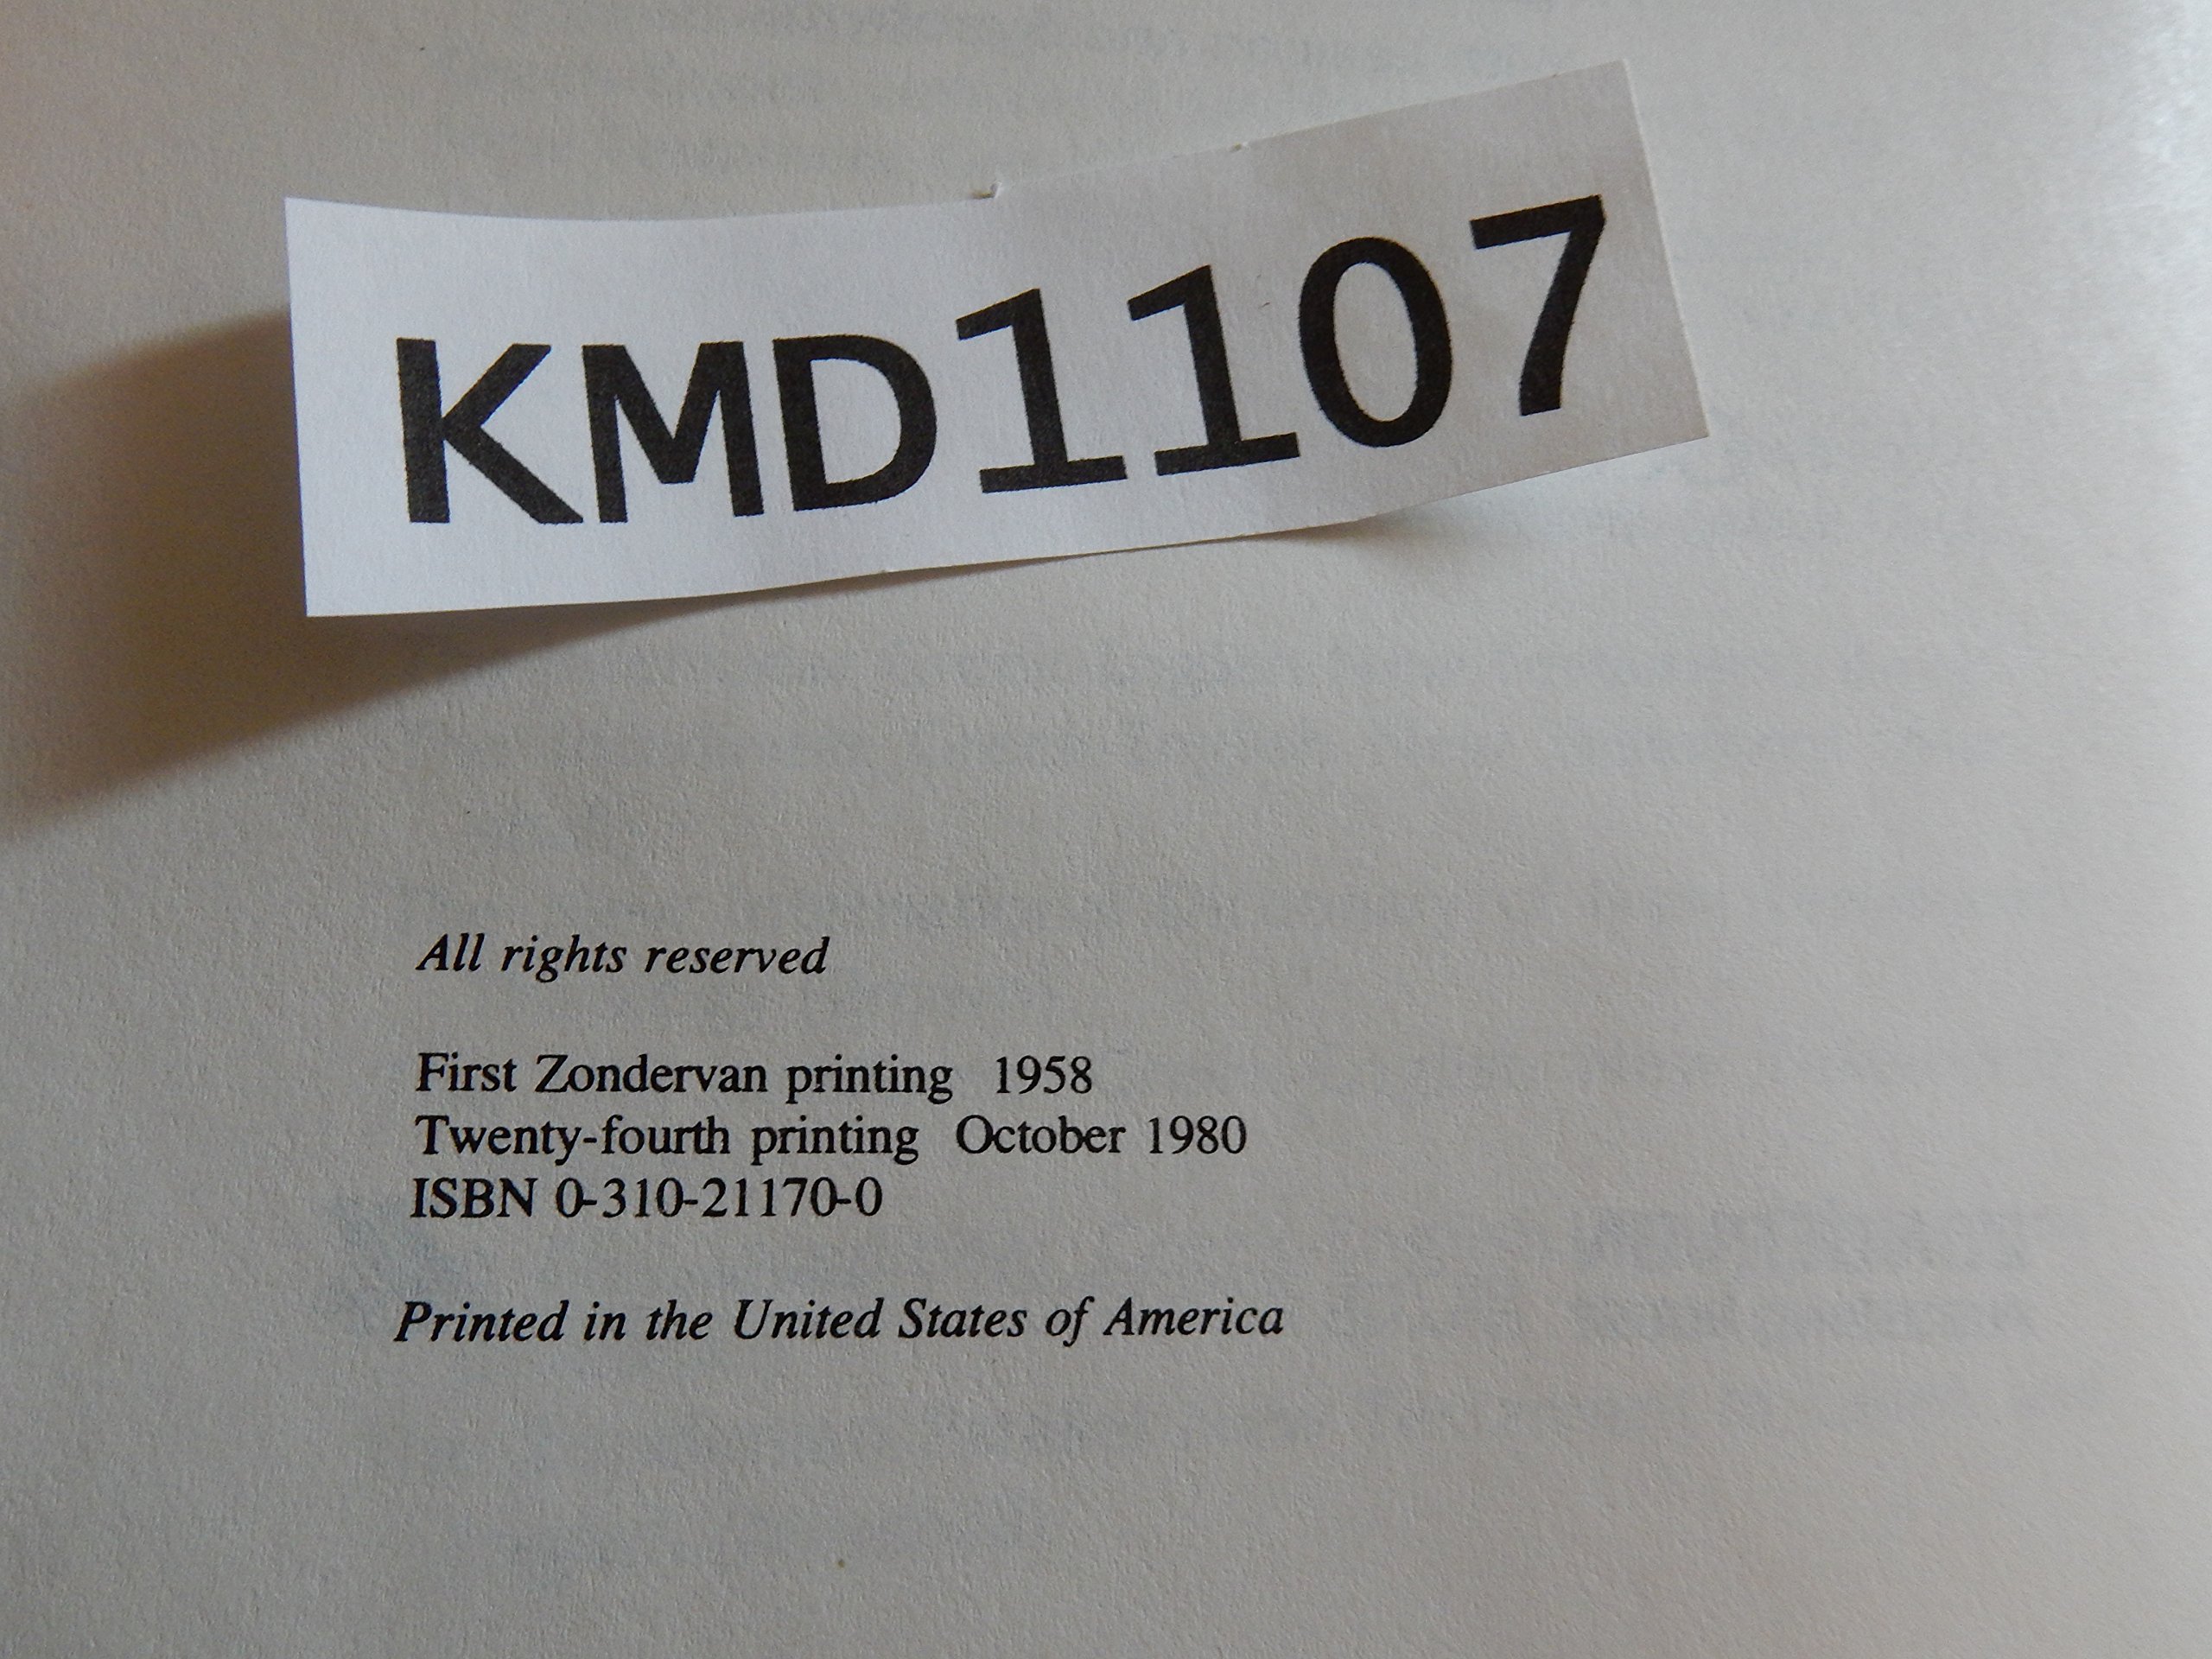 KMD1107
All rights reserved
First Zondervan printing 1958
Twenty-fourth printing October 1980
ISBN 0-310-21170-0
Printed in the United States of America